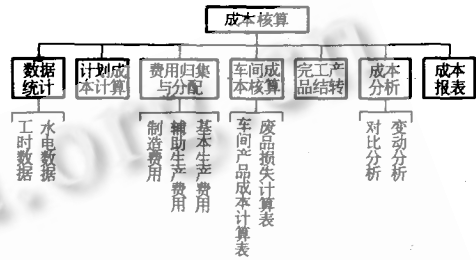 成本核算
数据
统计
计划成
本计算
费用归集
与分配
车间成
本核算
完工产
品结转
成本
分析
成本
报表
工时数据
水电数据
制造费用
辅助生产费用
基本生产费用
车间产品成本计算表
废品损失计算表
对比分析
变动分析